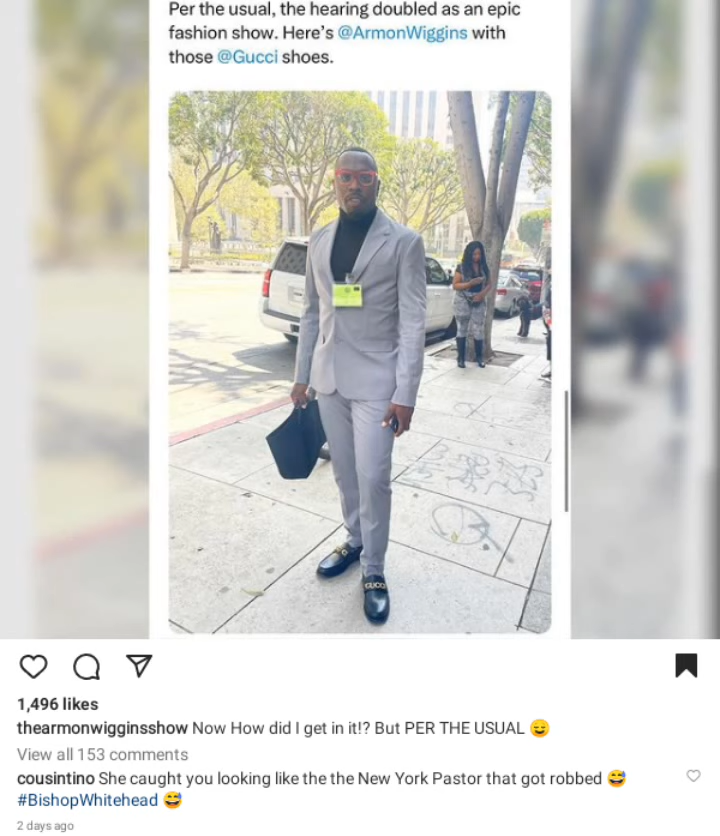 Per the usual, the hearing doubled as an epic
fashion show. Here's @ArmonWiggins with
those @Gucci shoes.
GUCCI
1,496 likes
thearmonwigginsshow Now How did I get in it!? But PER THE USUAL 😌
View all 153 comments
cousintino She caught you looking like the the New York Pastor that got robbed 😅
#BishopWhitehead 😅
2 days ago